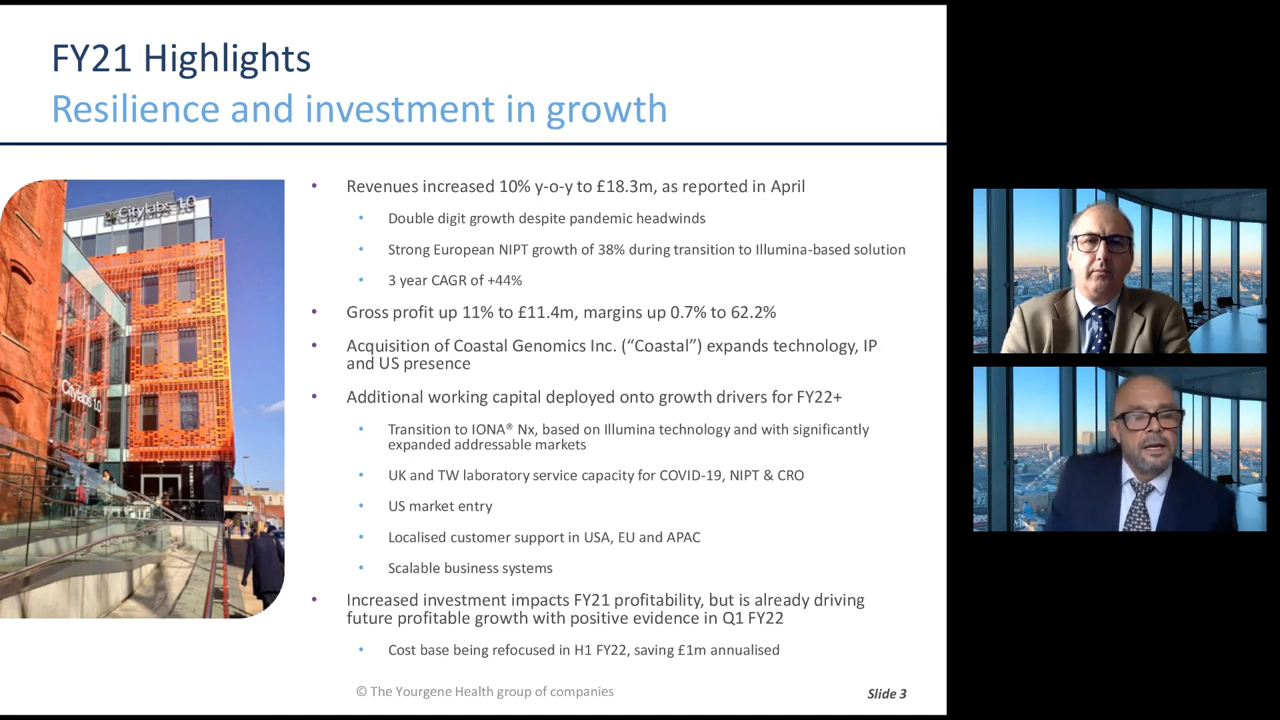 FY21 Highlights
Resilience and investment in growth
Citylabs 1.0
Citylabs 1.0
• Revenues increased 10% y-o-y to £18.3m, as reported in April
• Double digit growth despite pandemic headwinds
• Strong European NIPT growth of 38% during transition to Illumina-based solution
• 3 year CAGR of +44%
• Gross profit up 11% to £11.4m, margins up 0.7% to 62.2%
• Acquisition of Coastal Genomics Inc. (“Coastal”) expands technology, IP
and US presence
• Additional working capital deployed onto growth drivers for FY22+
• Transition to IONA® Nx, based on Illumina technology and with significantly
expanded addressable markets
• UK and TW laboratory service capacity for COVID-19, NIPT & CRO
• US market entry
• Localised customer support in USA, EU and APAC
• Scalable business systems
• Increased investment impacts FY21 profitability, but is already driving
future profitable growth with positive evidence in Q1 FY22
• Cost base being refocused in H1 FY22, saving £1m annualised
© The Yourgene Health group of companies
Slide 3